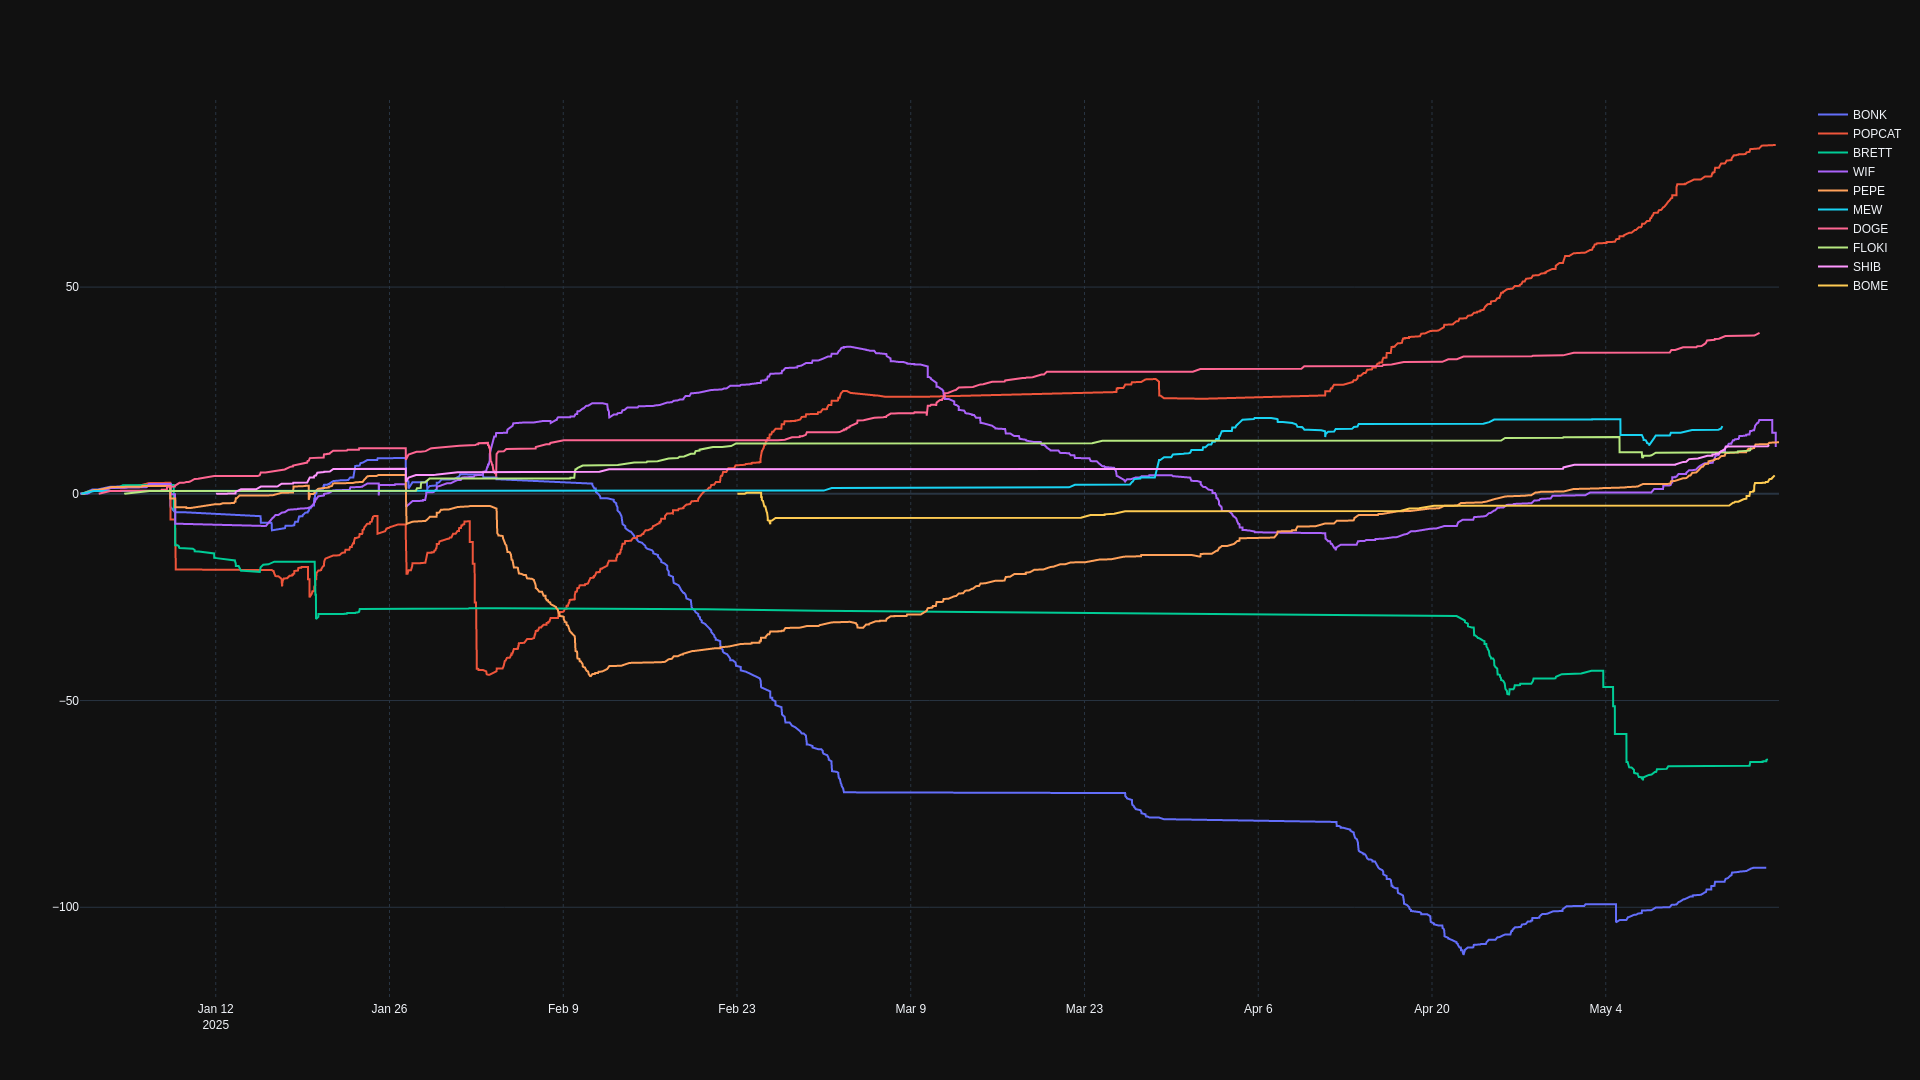 BONK
POPCAT
BRETT
WIF
PEPE
MEW
DOGE
FLOKI
SHIB
BOME
50
0
−50
−100
Jan 12
2025
Jan 26
Feb 9
Feb 23
Mar 9
Mar 23
Apr 6
Apr 20
May 4